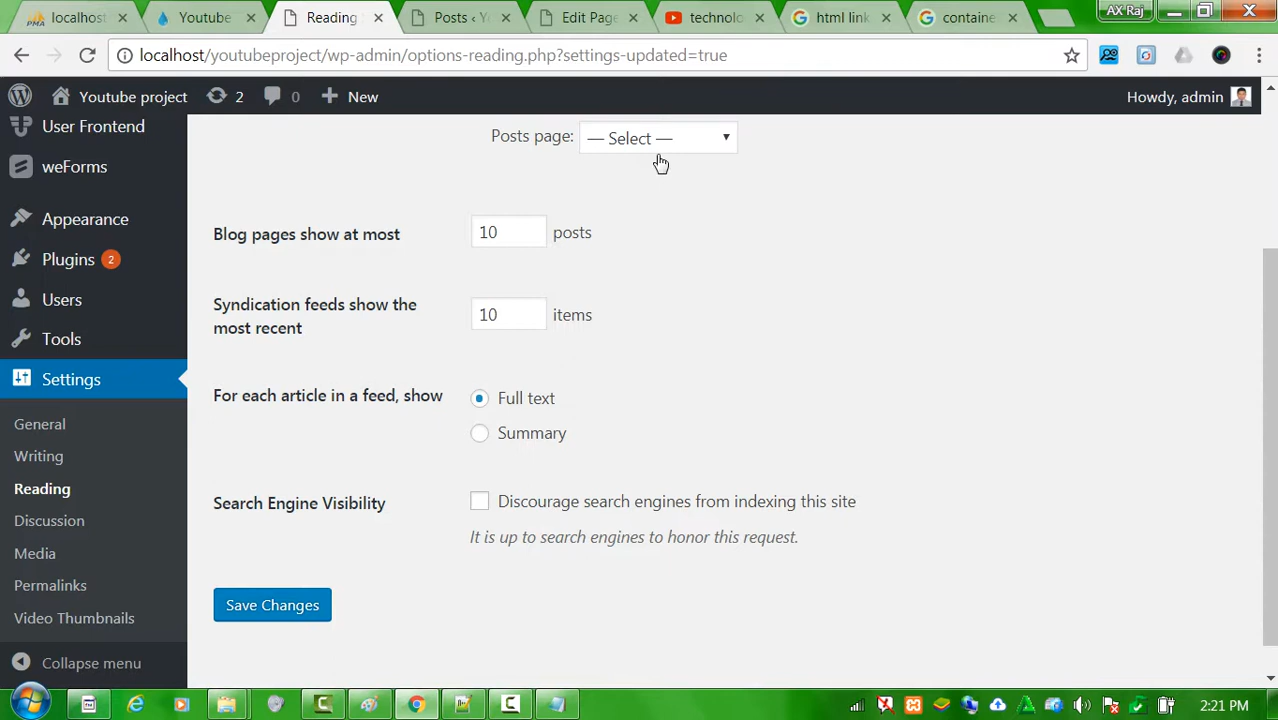 localhos
Youtube
Reading
Posts ‹ Y
Edit Page
technolo
html link
containe
AX Raj
localhost/youtubeproject/wp-admin/options-reading.php?settings-updated=true
Youtube project
2
0
New
Howdy, admin
User Frontend
weForms
Appearance
Plugins 2
Users
Tools
Settings
General
Writing
Reading
Discussion
Media
Permalinks
Video Thumbnails
Collapse menu
Posts page: — Select —
Blog pages show at most 10 posts
Syndication feeds show the
most recent
10 items
For each article in a feed, show
Full text
Summary
Search Engine Visibility
Discourage search engines from indexing this site
It is up to search engines to honor this request.
Save Changes
2:21 PM